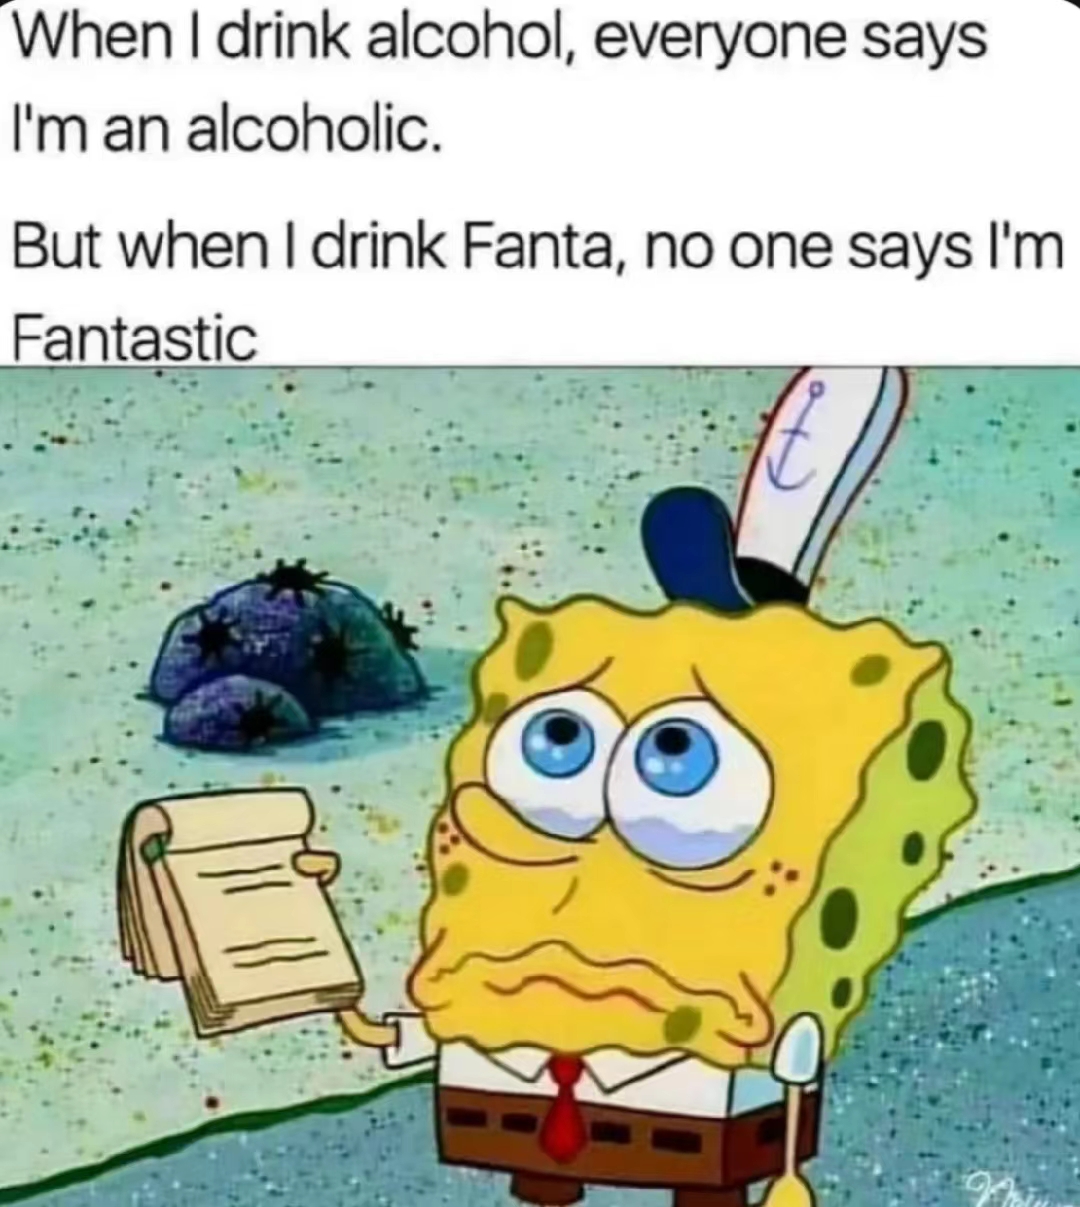 When I drink alcohol, everyone says
I'm an alcoholic.
But when I drink Fanta, no one says I'm
Fantastic